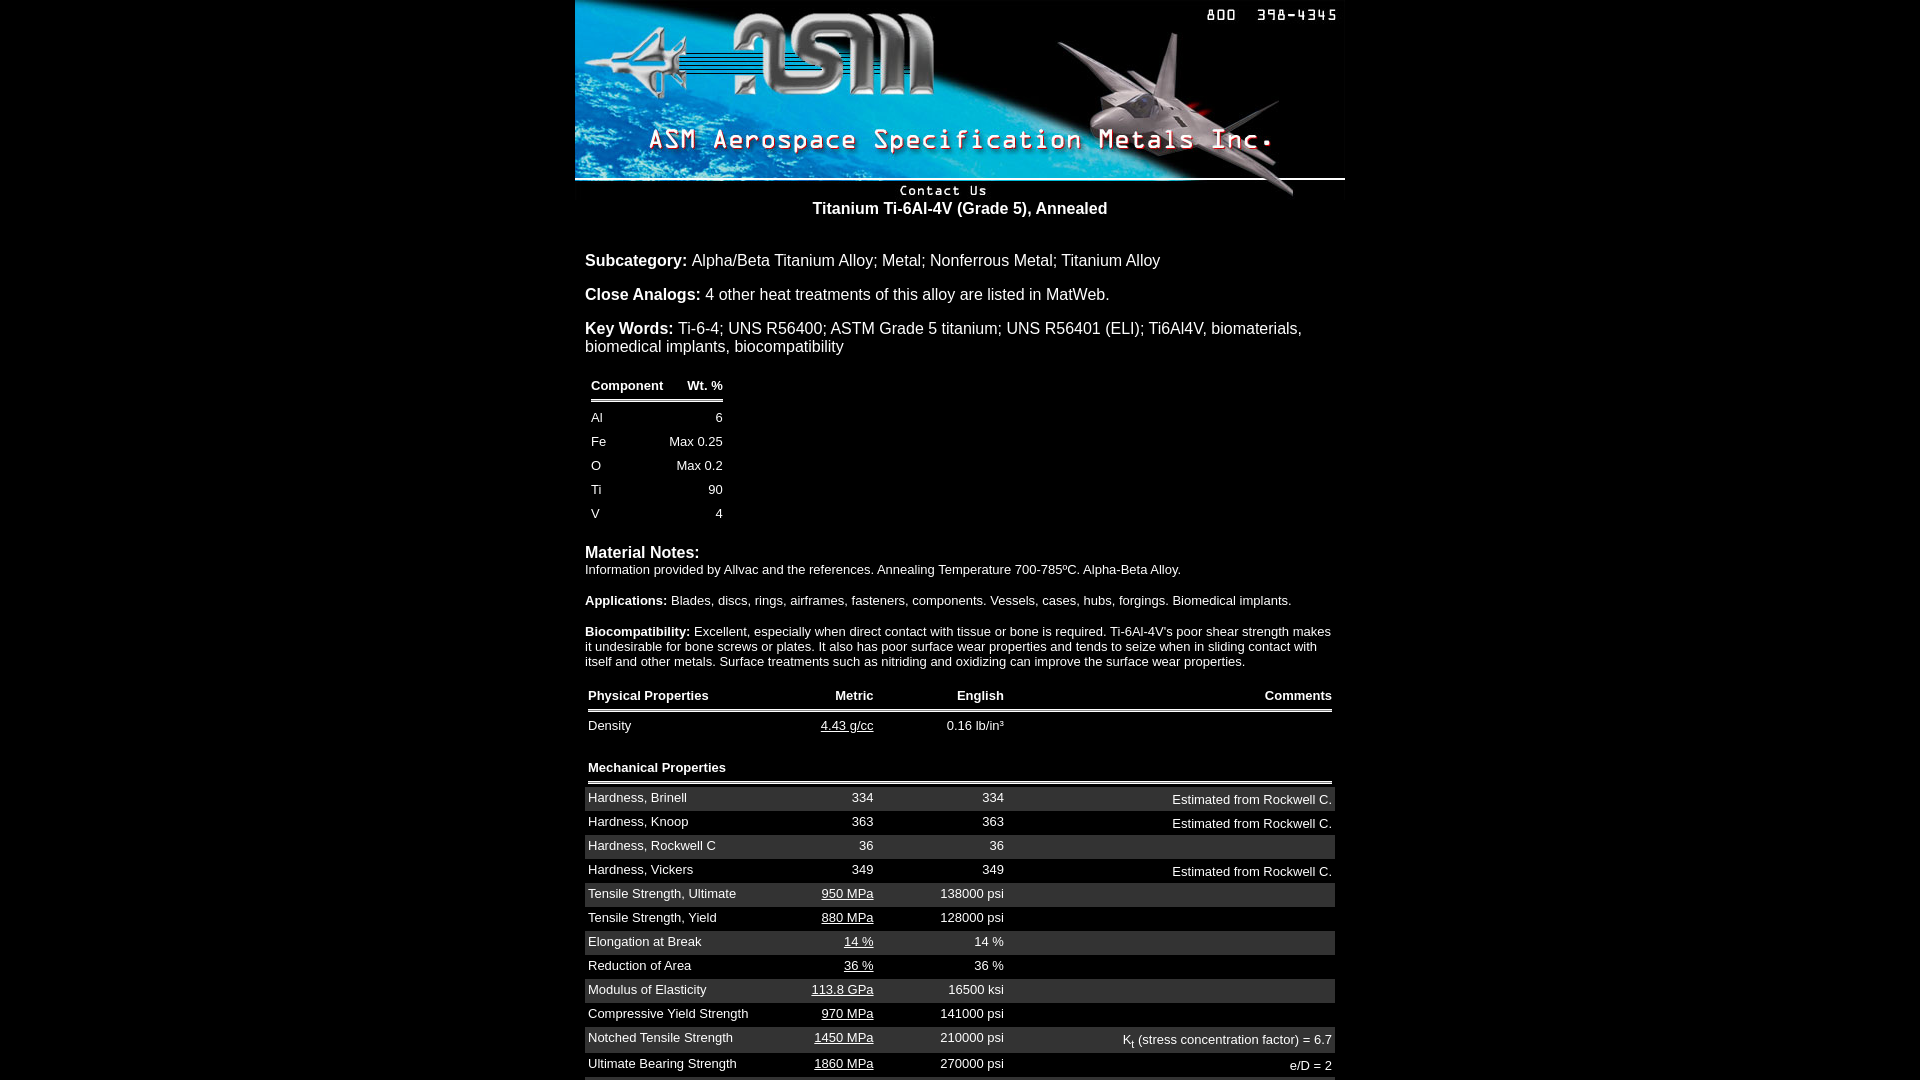 800 398-4345
ASM
ASM Aerospace Specification Metals Inc.
Contact Us
Titanium Ti-6Al-4V (Grade 5), Annealed
Subcategory: Alpha/Beta Titanium Alloy; Metal; Nonferrous Metal; Titanium Alloy
Close Analogs: 4 other heat treatments of this alloy are listed in MatWeb.
Key Words: Ti-6-4; UNS R56400; ASTM Grade 5 titanium; UNS R56401 (ELI); Ti6Al4V, biomaterials,
biomedical implants, biocompatibility
Component Wt. %
Al 6
Fe Max 0.25
O Max 0.2
Ti 90
V 4
Material Notes:
Information provided by Allvac and the references. Annealing Temperature 700-785ºC. Alpha-Beta Alloy.
Applications: Blades, discs, rings, airframes, fasteners, components. Vessels, cases, hubs, forgings. Biomedical implants.
Biocompatibility: Excellent, especially when direct contact with tissue or bone is required. Ti-6Al-4V's poor shear strength makes
it undesirable for bone screws or plates. It also has poor surface wear properties and tends to seize when in sliding contact with
itself and other metals. Surface treatments such as nitriding and oxidizing can improve the surface wear properties.
Physical Properties Metric English Comments
Density 4.43 g/cc 0.16 lb/in³
Mechanical Properties
Hardness, Brinell 334 334 Estimated from Rockwell C.
Hardness, Knoop 363 363 Estimated from Rockwell C.
Hardness, Rockwell C 36 36
Hardness, Vickers 349 349 Estimated from Rockwell C.
Tensile Strength, Ultimate 950 MPa 138000 psi
Tensile Strength, Yield 880 MPa 128000 psi
Elongation at Break 14 % 14 %
Reduction of Area 36 % 36 %
Modulus of Elasticity 113.8 GPa 16500 ksi
Compressive Yield Strength 970 MPa 141000 psi
Notched Tensile Strength 1450 MPa 210000 psi Kt (stress concentration factor) = 6.7
Ultimate Bearing Strength 1860 MPa 270000 psi e/D = 2